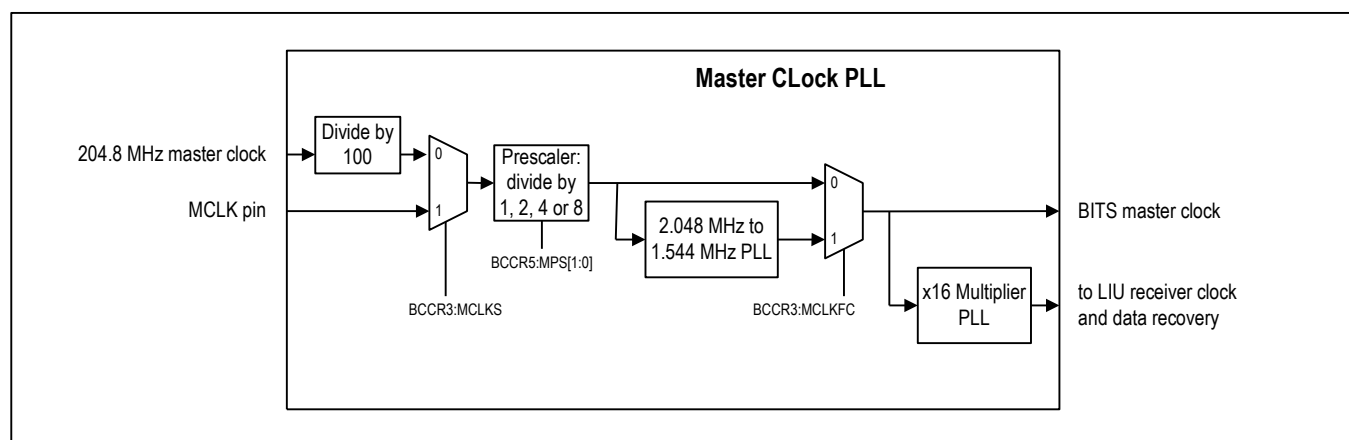 Master CLock PLL
204.8 MHz master clock
Divide by
100
0
MCLK pin
1
Prescaler:
divide by
1, 2, 4 or 8
BCCR5:MPS[1:0]
BCCR3:MCLKS
2.048 MHz to
1.544 MHz PLL
0
1
BCCR3:MCLKFC
BITS master clock
x16 Multiplier
PLL
to LIU receiver clock
and data recovery